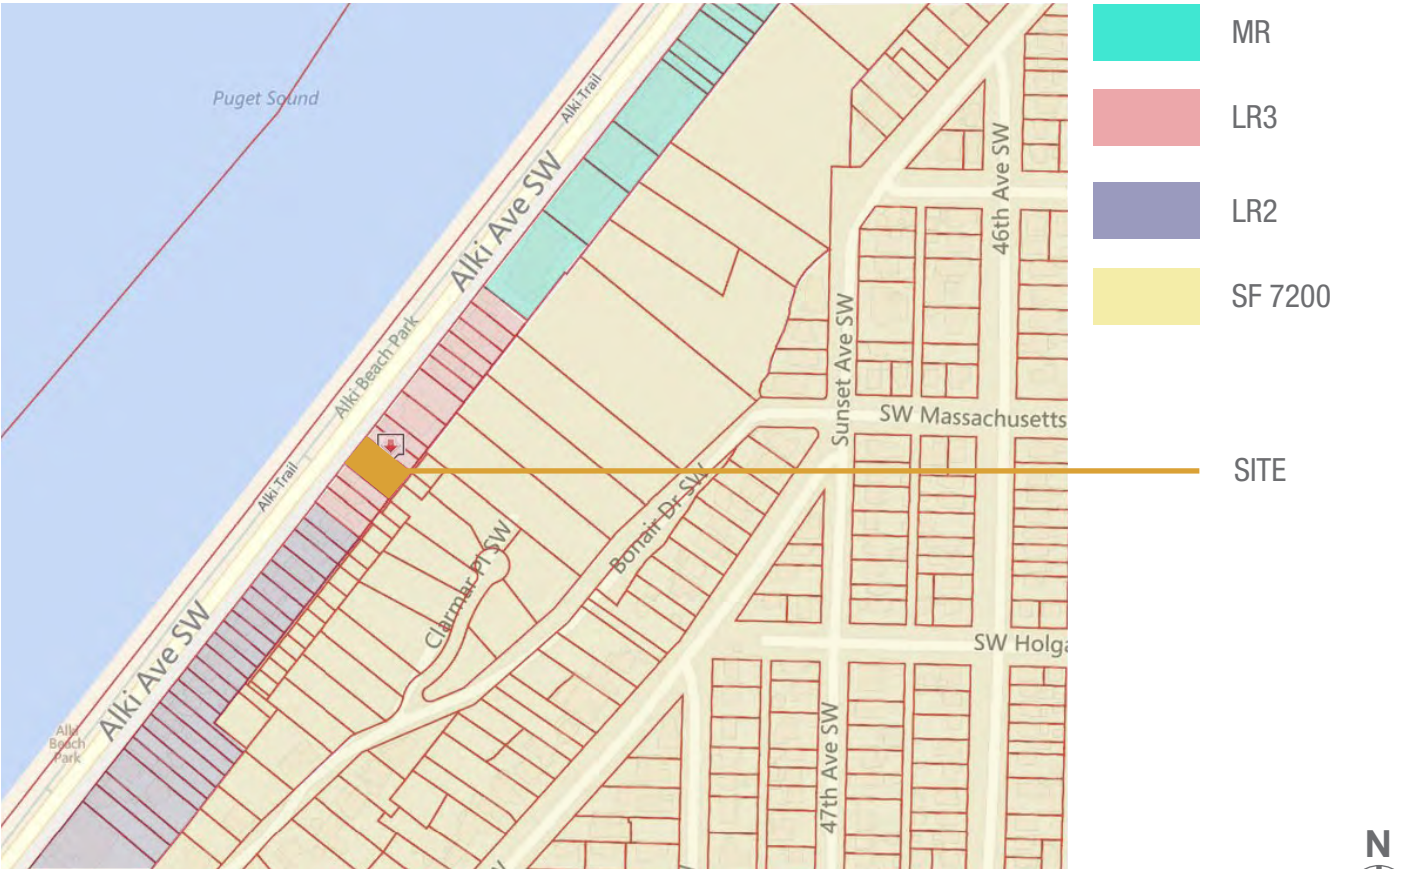 Puget Sound
Alki Trail
Alki Ave SW
46th Ave SW
Alki Beach Park
Sunset Ave SW
SW Massachusetts
Alki Trail
Bonair Dr SW
Clarmar Pl SW
Alki Ave SW
SW Holga
47th Ave SW
Alki
Beach
Park
MR
LR3
LR2
SF 7200
SITE
N